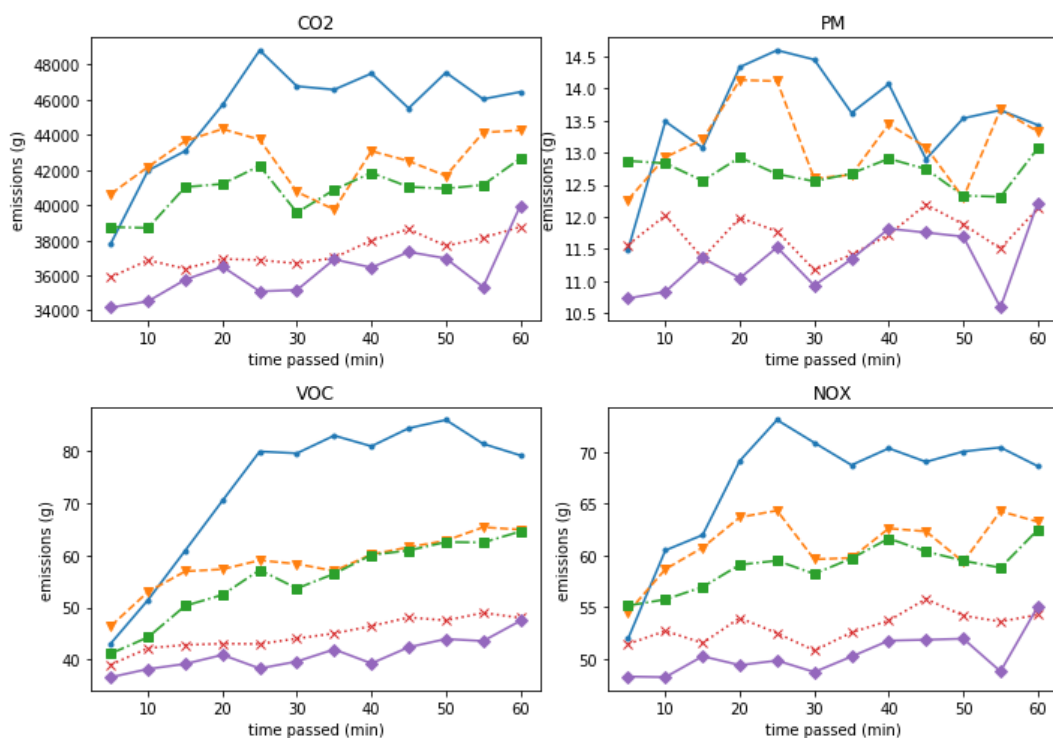 CO2
emissions (g)
48000
46000
44000
42000
40000
38000
36000
34000
10 20 30 40 50 60
time passed (min)
PM
emissions (g)
14.5
14.0
13.5
13.0
12.5
12.0
11.5
11.0
10.5
10 20 30 40 50 60
time passed (min)
VOC
emissions (g)
80
70
60
50
40
10 20 30 40 50 60
time passed (min)
NOX
emissions (g)
70
65
60
55
50
10 20 30 40 50 60
time passed (min)